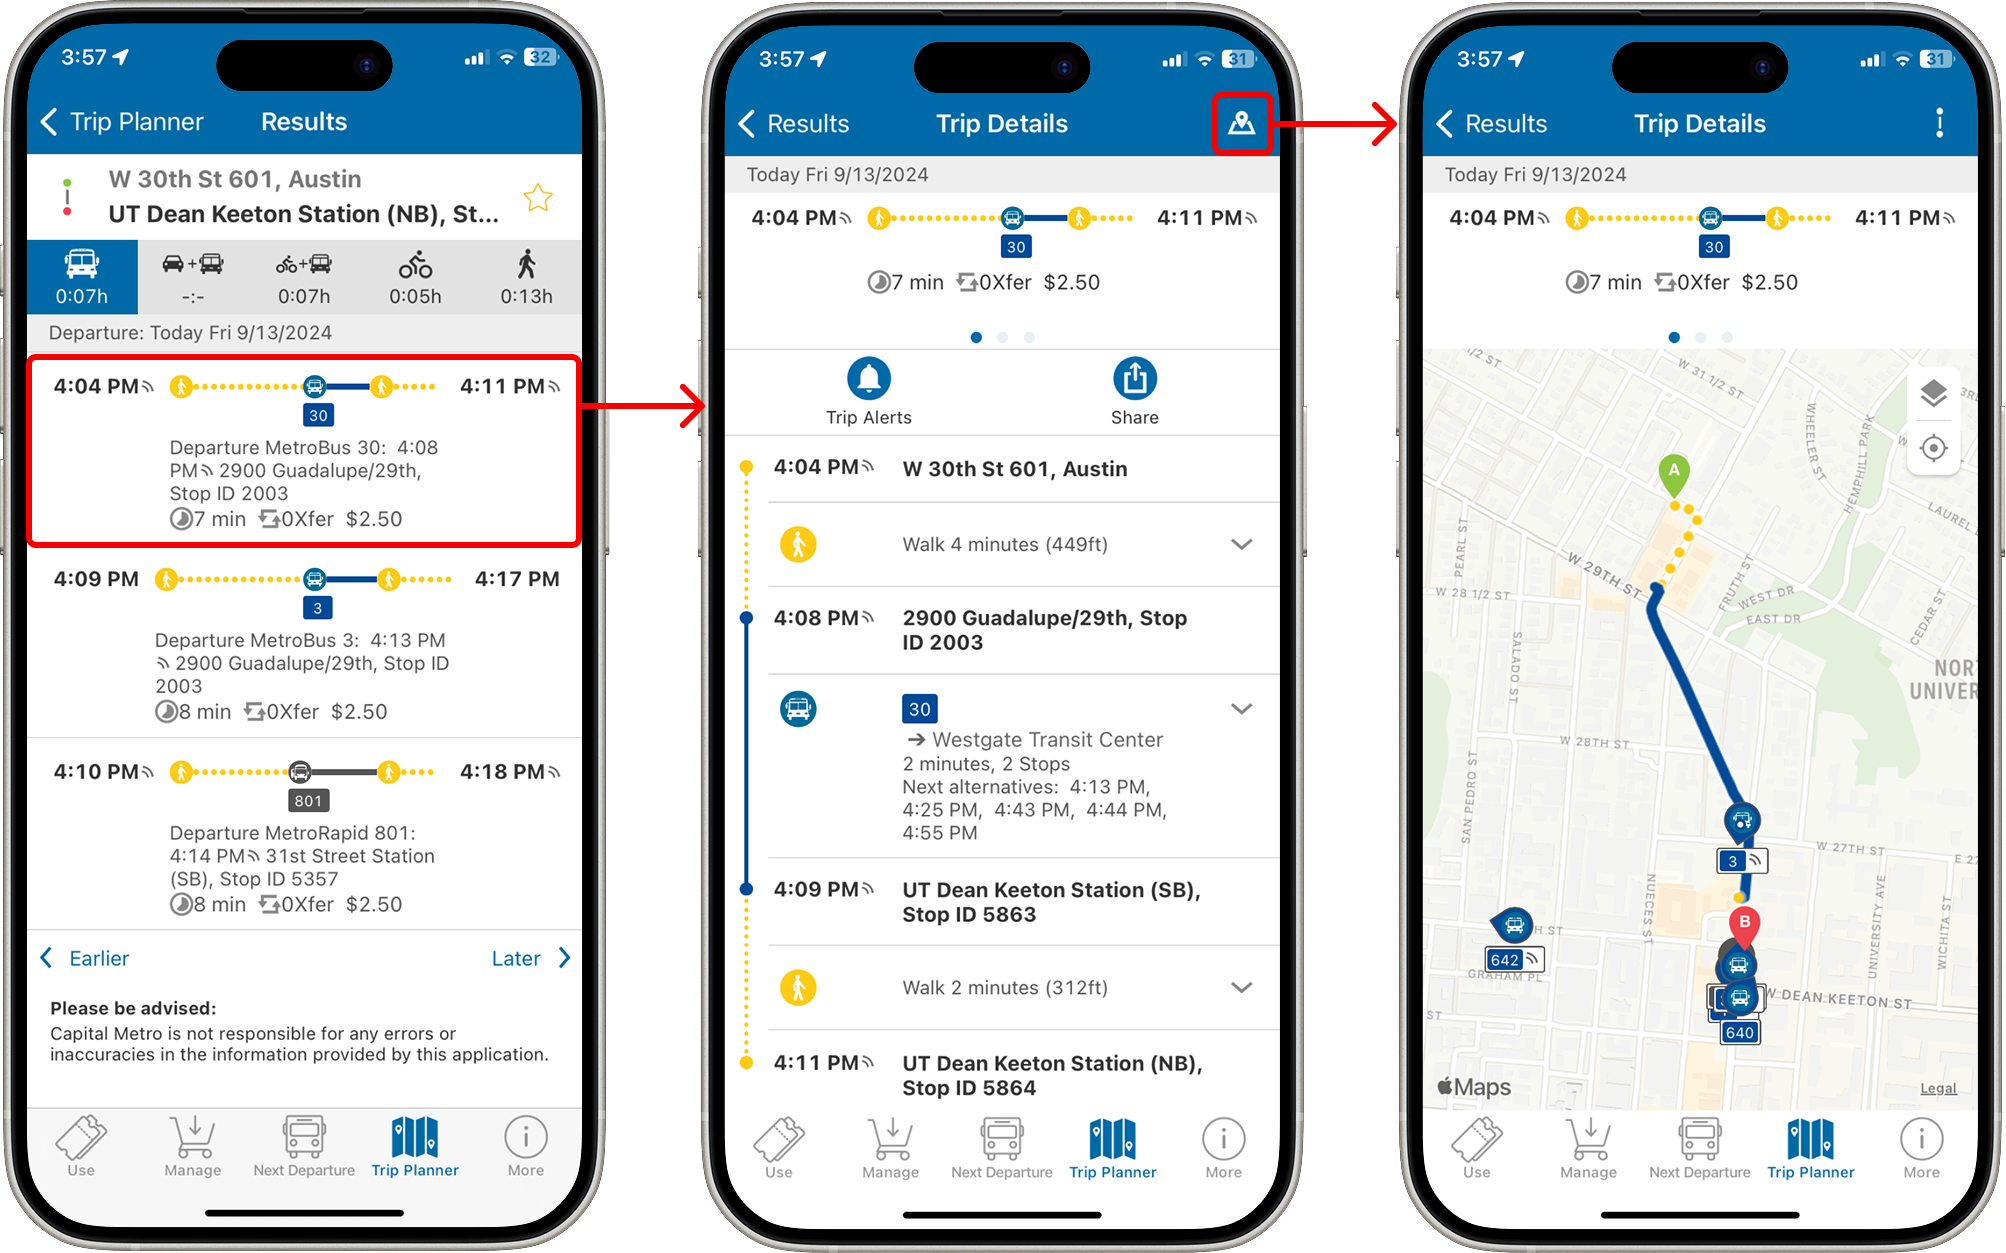 3:57
32
Trip Planner
Results
W 30th St 601, Austin
UT Dean Keeton Station (NB), St...
0:07h
-:-
0:07h
0:05h
0:13h
Departure: Today Fri 9/13/2024
4:04 PM
4:11 PM
30
Departure MetroBus 30: 4:08
PM 2900 Guadalupe/29th,
Stop ID 2003
7 min 0Xfer $2.50
4:09 PM
4:17 PM
3
Departure MetroBus 3: 4:13 PM
2900 Guadalupe/29th, Stop ID
2003
8 min 0Xfer $2.50
4:10 PM
4:18 PM
801
Departure MetroRapid 801:
4:14 PM 31st Street Station
(SB), Stop ID 5357
8 min 0Xfer $2.50
Earlier
Later
Please be advised:
Capital Metro is not responsible for any errors or
inaccuracies in the information provided by this application.
Use
Manage
Next Departure
Trip Planner
More
3:57
31
Results
Trip Details
Today Fri 9/13/2024
4:04 PM
4:11 PM
30
7 min 0Xfer $2.50
Trip Alerts
Share
4:04 PM
W 30th St 601, Austin
Walk 4 minutes (449ft)
4:08 PM
2900 Guadalupe/29th, Stop
ID 2003
30
→ Westgate Transit Center
2 minutes, 2 Stops
Next alternatives: 4:13 PM,
4:25 PM, 4:43 PM, 4:44 PM,
4:55 PM
4:09 PM
UT Dean Keeton Station (SB),
Stop ID 5863
Walk 2 minutes (312ft)
4:11 PM
UT Dean Keeton Station (NB),
Stop ID 5864
Use
Manage
Next Departure
Trip Planner
More
3:57
31
Results
Trip Details
Today Fri 9/13/2024
4:04 PM
4:11 PM
30
7 min 0Xfer $2.50
1/2 ST
W 31 1/2 ST
3RD
WHEELER ST
HEMPHILL PARK
A
LAUREL
PEARL ST
W 29TH ST
FRUTH ST
W 28 1/2 ST
WEST DR
EAST DR
CEDAR ST
SALADO ST
NOR
UNIVER
W 28TH ST
SAN PEDRO ST
3
W 27TH ST
E 27
NUECES ST
UNIVERSITY AVE
WICHITA ST
B
H ST
642
GRAHAM PL
W DEAN KEETON ST
ST
640
Maps
Legal
Use
Manage
Next Departure
Trip Planner
More